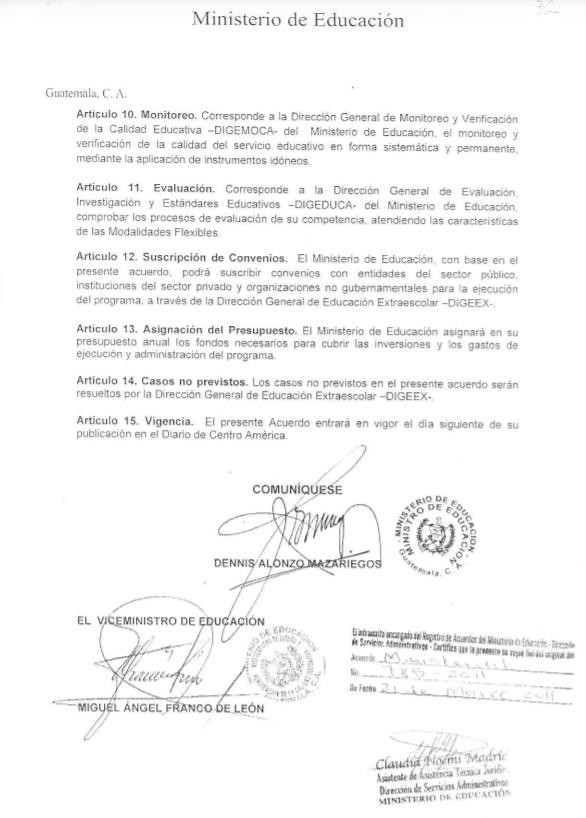 Ministerio de Educación
Guatemala, C. A.
Articulo 10. Monitoreo. Corresponde a la Dirección General de Monitoreo y Verificación
de la Calidad Educativa –DIGEMOCA- del Ministerio de Educación, el monitoreo y
verificación de la calidad del servicio educativo en forma sistemática y permanente,
mediante la aplicación de instrumentos idóneos.
Artículo 11. Evaluación. Corresponde a la Dirección General de Evaluación,
Investigación y Estándares Educativos –DIGEDUCA- del Ministerio de Educación,
comprobar los procesos de evaluación de su competencia, atendiendo las características
de las Modalidades Flexibles.
Artículo 12. Suscripción de Convenios. El Ministerio de Educación, con base en el
presente acuerdo, podrá suscribir convenios con entidades del sector público,
instituciones del sector privado y organizaciones no gubernamentales para la ejecución
del programa, a través de la Dirección General de Educación Extraescolar –DIGEEX-.
Artículo 13. Asignación del Presupuesto. El Ministerio de Educación asignará en su
presupuesto anual los fondos necesarios para cubrir las inversiones y los gastos de
ejecución y administración del programa.
Artículo 14. Casos no previstos. Los casos no previstos en el presente acuerdo serán
resueltos por la Dirección General de Educación Extraescolar –DIGEEX-.
Artículo 15. Vigencia. El presente Acuerdo entrará en vigor el día siguiente de su
publicación en el Diario de Centro América.
COMUNÍQUESE
MINISTERIO DE EDUCACIÓN
MINISTRO DE EDUCACION
Guatemala, C. A.
DENNIS ALONZO MAZARIEGOS
EL VICEMINISTRO DE EDUCACIÓN
MIGUEL ÁNGEL FRANCO DE LEÓN
El infrascrito encargado del Registro de Acuerdos del Ministerio de Educación - Dirección
de Servicios Administrativos - Certifica que la presente es copia fiel del original del
Acuerdo Ministerial
No. 2011
De Fecha 21 de Marzo 2011
Claudia Noemi Madrid
Asistente de Asistencia Tecnica Juridic
Dirección de Servicios Administrativos
MINISTERIO DE EDUCACIÓN